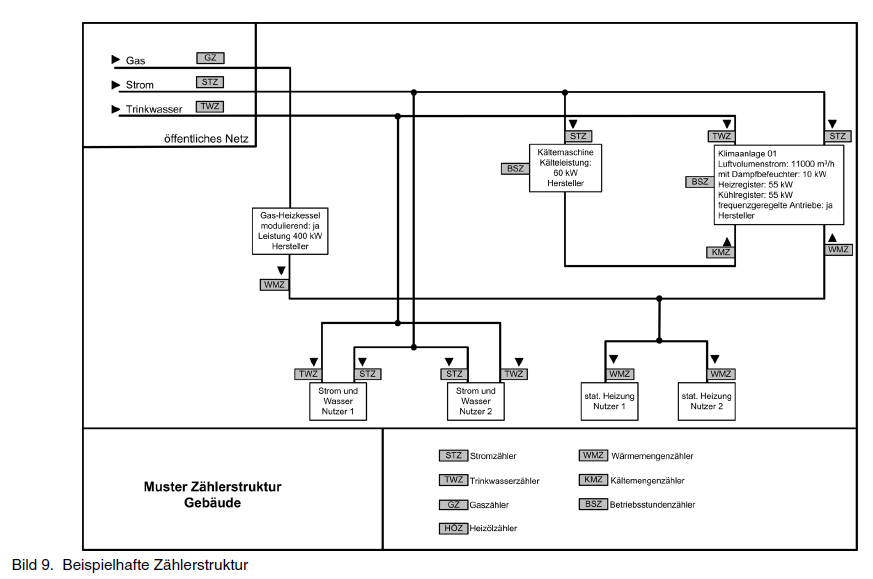 Gas
GZ
Strom
STZ
Trinkwasser
TWZ
öffentliches Netz
STZ
TWZ
STZ
Kältemaschine
Kälteleistung:
60 kW
Hersteller
BSZ
Klimaanlage 01
Luftvolumenstrom: 11000 m³/h
mit Dampfbefeuchter: 10 kW
Heizregister: 55 kW
Kühlregister: 55 kW
frequenzgeregelte Antriebe: ja
Hersteller
BSZ
Gas-Heizkessel
modulierend: ja
Leistung 400 kW
Hersteller
KMZ
WMZ
WMZ
TWZ
STZ
STZ
TWZ
WMZ
WMZ
Strom und
Wasser
Nutzer 1
Strom und
Wasser
Nutzer 2
stat. Heizung
Nutzer 1
stat. Heizung
Nutzer 2
Muster Zählerstruktur
Gebäude
STZ Stromzähler
TWZ Trinkwasserzähler
GZ Gaszähler
HÖZ Heizölzähler
WMZ Wärmemengenzähler
KMZ Kältemengenzähler
BSZ Betriebsstundenzähler
Bild 9. Beispielhafte Zählerstruktur